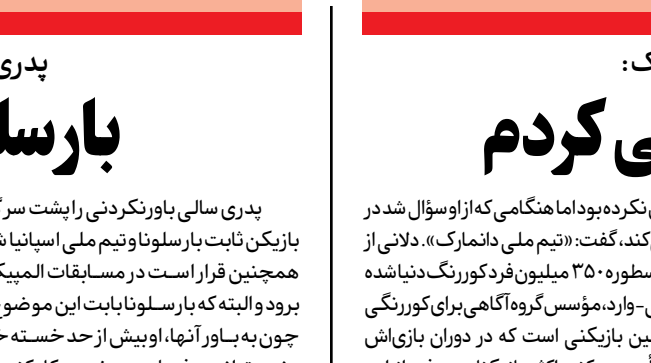 ک:
ی کردم
نکرده بود اما هنگامی که از او سؤال شد در
کند، گفت: «تیم ملی دانمارک». دلانی از
سطوره ۳۵۰ میلیون فرد کوررنگ دنیا شده
ی-وارد، مؤسس گروه آگاهی برای کوررنگی
ین بازیکنی است که در دوران بازی‌اش
پدری
بارسل
پدری سالی باورنکردنی را پشت سر
بازیکن ثابت بارسلونا و تیم ملی اسپانیا
همچنین قرار است در مسابقات المپیک
برود و البته که بارسلونا بابت این موضوع
چون به باور آنها، او بیش از حد خسته